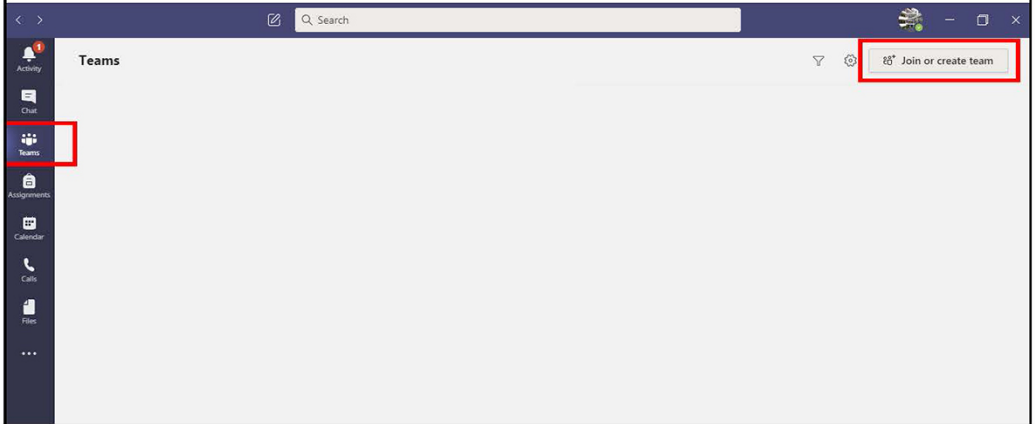 Search
1
Activity
Teams
Join or create team
Chat
Teams
Assignments
Calendar
Calls
Files